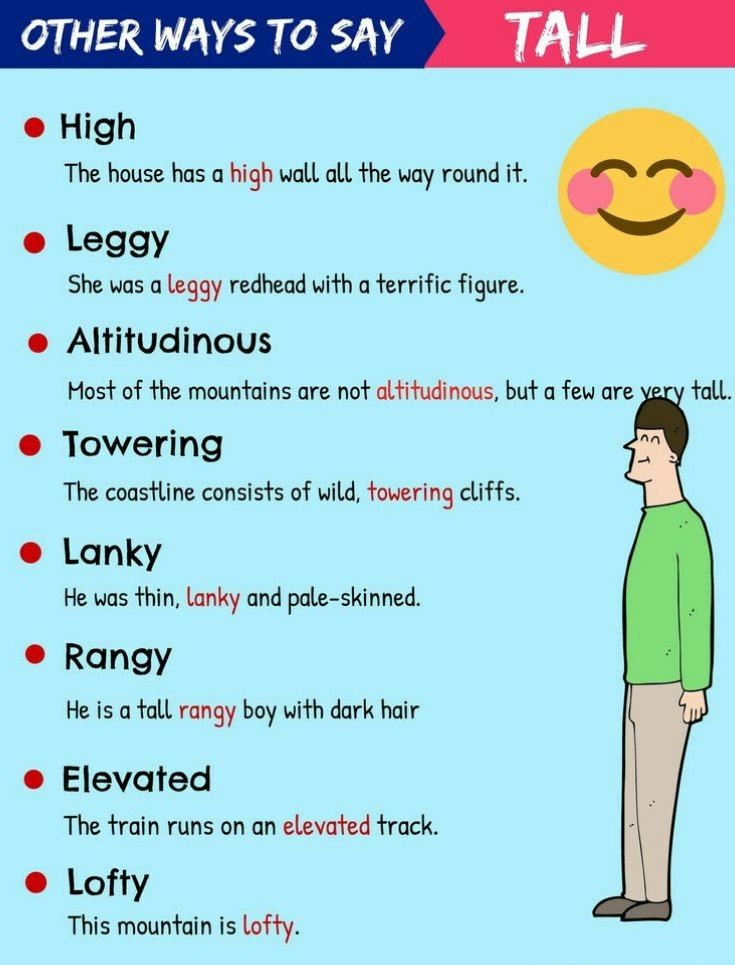 OTHER WAYS TO SAY TALL
High
The house has a high wall all the way round it.
Leggy
She was a leggy redhead with a terrific figure.
Altitudinous
Most of the mountains are not altitudinous, but a few are very tall.
Towering
The coastline consists of wild, towering cliffs.
Lanky
He was thin, lanky and pale-skinned.
Rangy
He is a tall rangy boy with dark hair
Elevated
The train runs on an elevated track.
Lofty
This mountain is lofty.